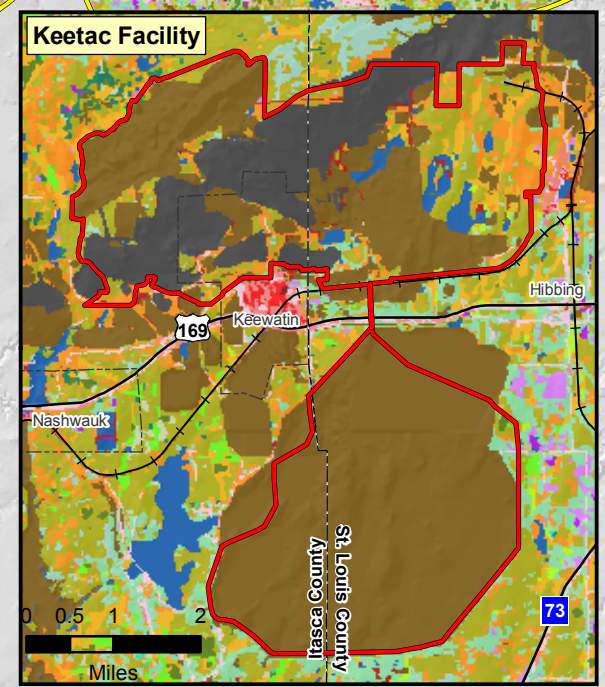 Keetac Facility
Hibbing
169
Keewatin
Nashwauk
Itasca County
St. Louis County
73
0 0.5 1 2
Miles